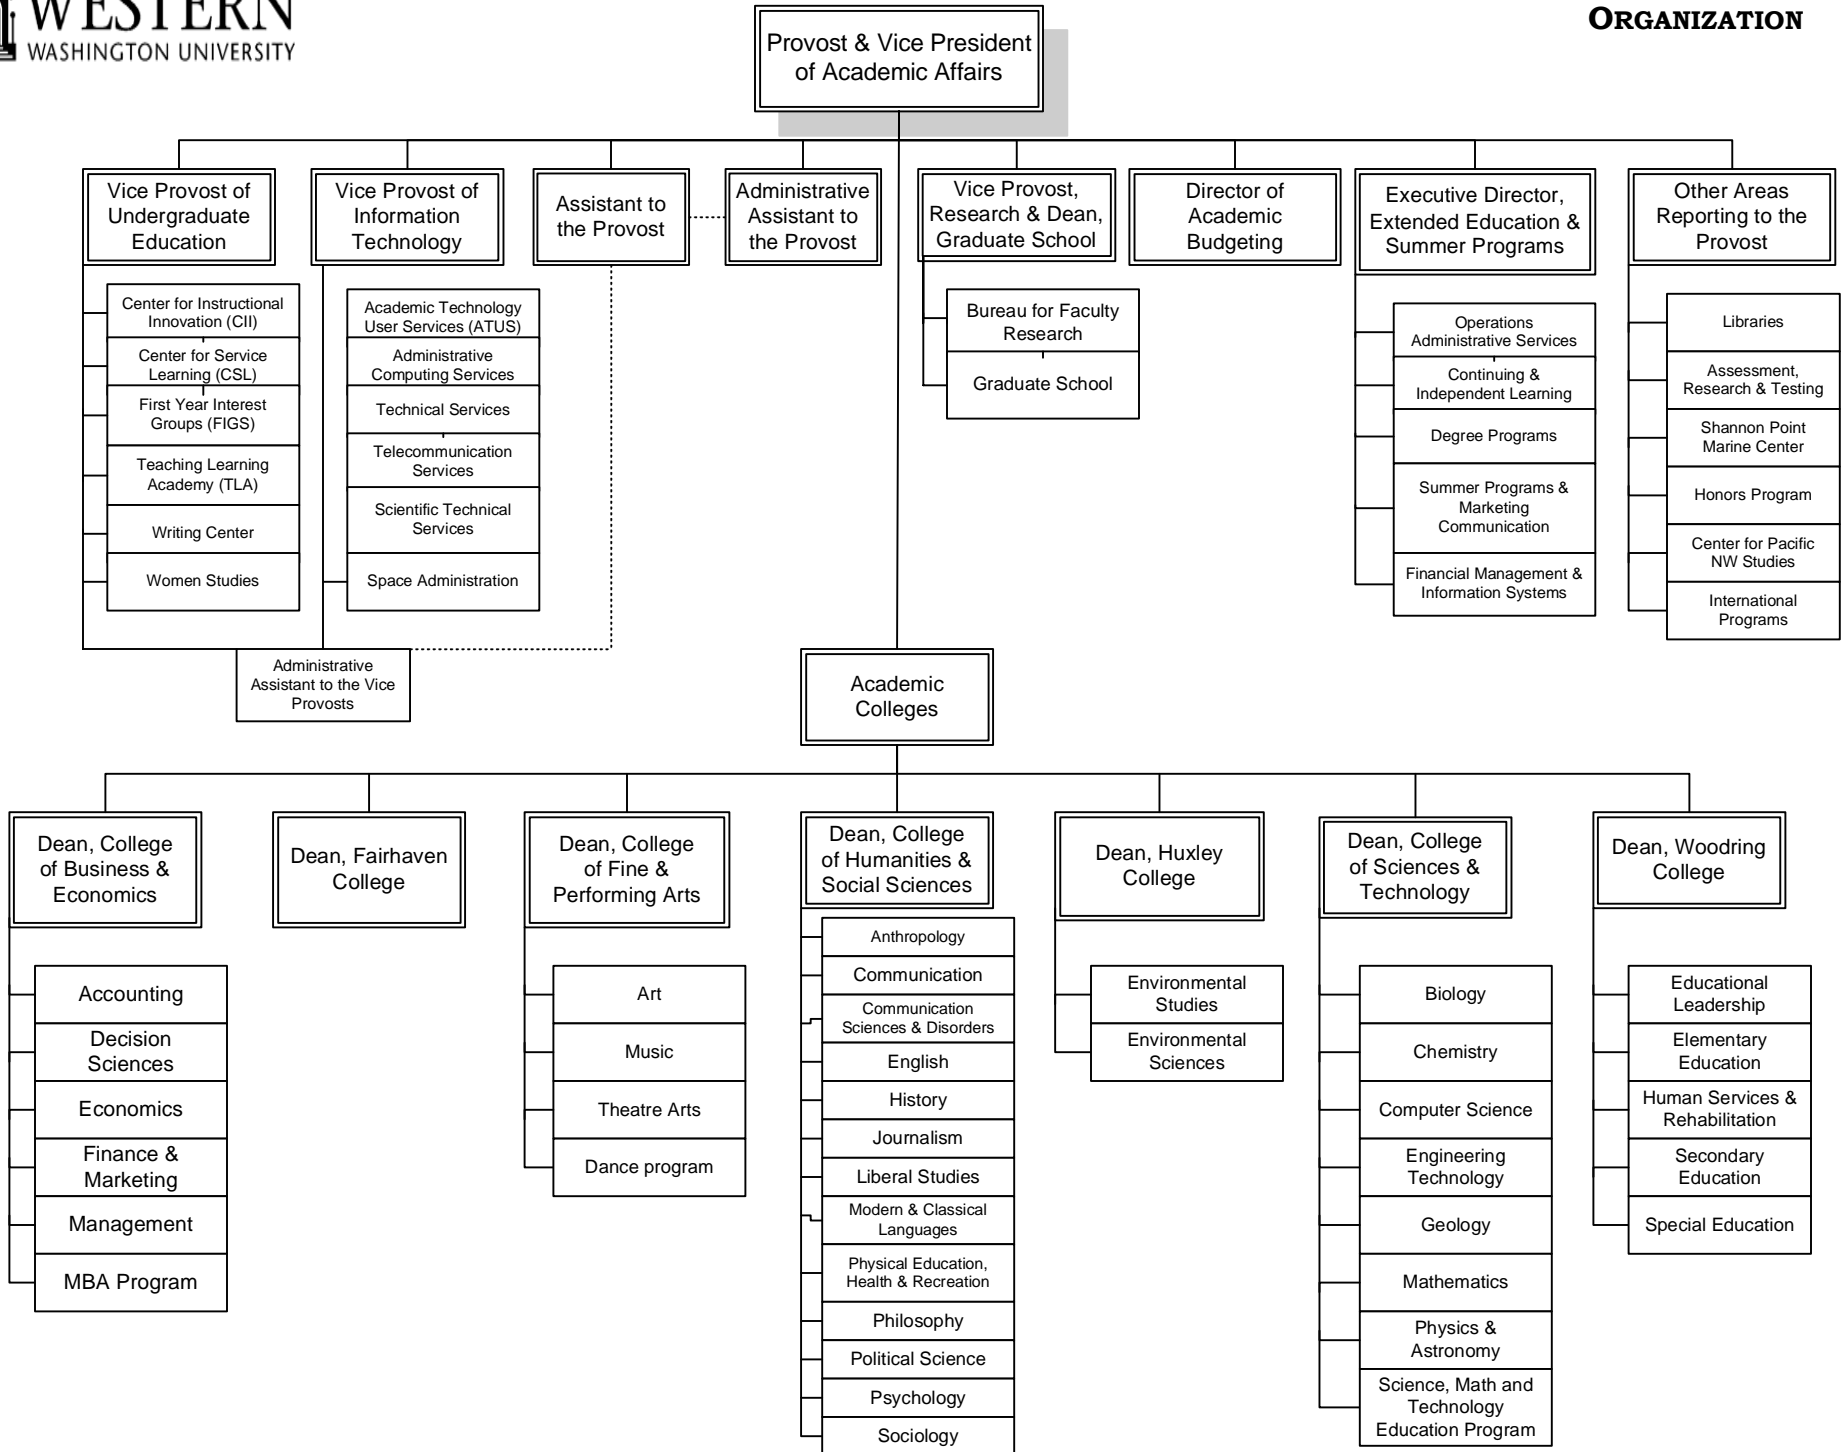 WESTERN
WASHINGTON UNIVERSITY
ORGANIZATION
Provost & Vice President
of Academic Affairs
Vice Provost of
Undergraduate
Education
Vice Provost of
Information
Technology
Assistant to
the Provost
Administrative
Assistant to
the Provost
Vice Provost,
Research & Dean,
Graduate School
Director of
Academic
Budgeting
Executive Director,
Extended Education &
Summer Programs
Other Areas
Reporting to the
Provost
Center for Instructional
Innovation (CII)
Center for Service
Learning (CSL)
First Year Interest
Groups (FIGS)
Teaching Learning
Academy (TLA)
Writing Center
Women Studies
Academic Technology
User Services (ATUS)
Administrative
Computing Services
Technical Services
Telecommunication
Services
Scientific Technical
Services
Space Administration
Administrative
Assistant to the Vice
Provosts
Bureau for Faculty
Research
Graduate School
Operations
Administrative Services
Continuing &
Independent Learning
Degree Programs
Summer Programs &
Marketing
Communication
Financial Management &
Information Systems
Libraries
Assessment,
Research & Testing
Shannon Point
Marine Center
Honors Program
Center for Pacific
NW Studies
International
Programs
Academic
Colleges
Dean, College
of Business &
Economics
Dean, Fairhaven
College
Dean, College
of Fine &
Performing Arts
Dean, College
of Humanities &
Social Sciences
Dean, Huxley
College
Dean, College
of Sciences &
Technology
Dean, Woodring
College
Accounting
Decision
Sciences
Economics
Finance &
Marketing
Management
MBA Program
Art
Music
Theatre Arts
Dance program
Anthropology
Communication
Communication
Sciences & Disorders
English
History
Journalism
Liberal Studies
Modern & Classical
Languages
Physical Education,
Health & Recreation
Philosophy
Political Science
Psychology
Sociology
Environmental
Studies
Environmental
Sciences
Biology
Chemistry
Computer Science
Engineering
Technology
Geology
Mathematics
Physics &
Astronomy
Science, Math and
Technology
Education Program
Educational
Leadership
Elementary
Education
Human Services &
Rehabilitation
Secondary
Education
Special Education